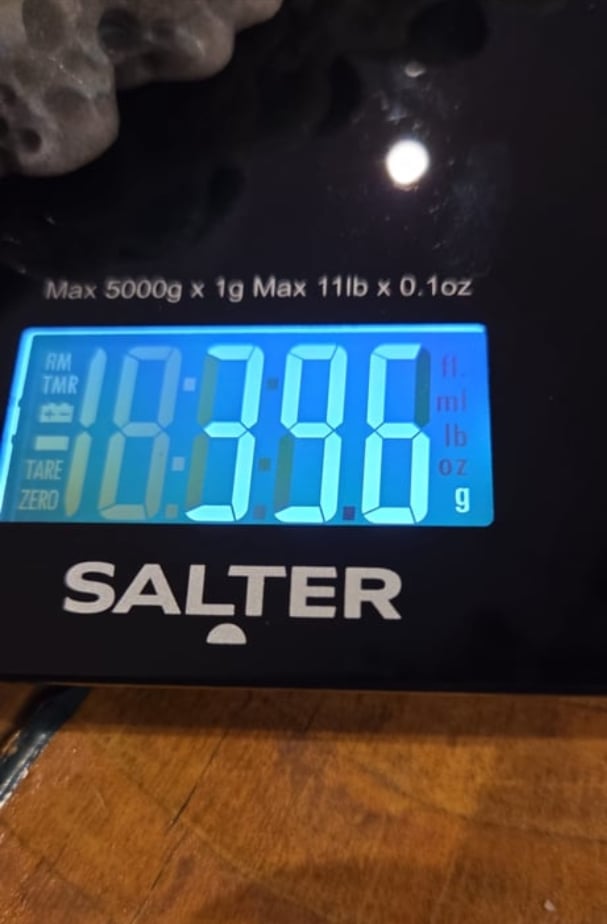 Max 5000g x 1g Max 11lb x 0.1oz
RM
TMR
TARE
ZERO
396
fl.
ml
lb
oz
g
SALTER